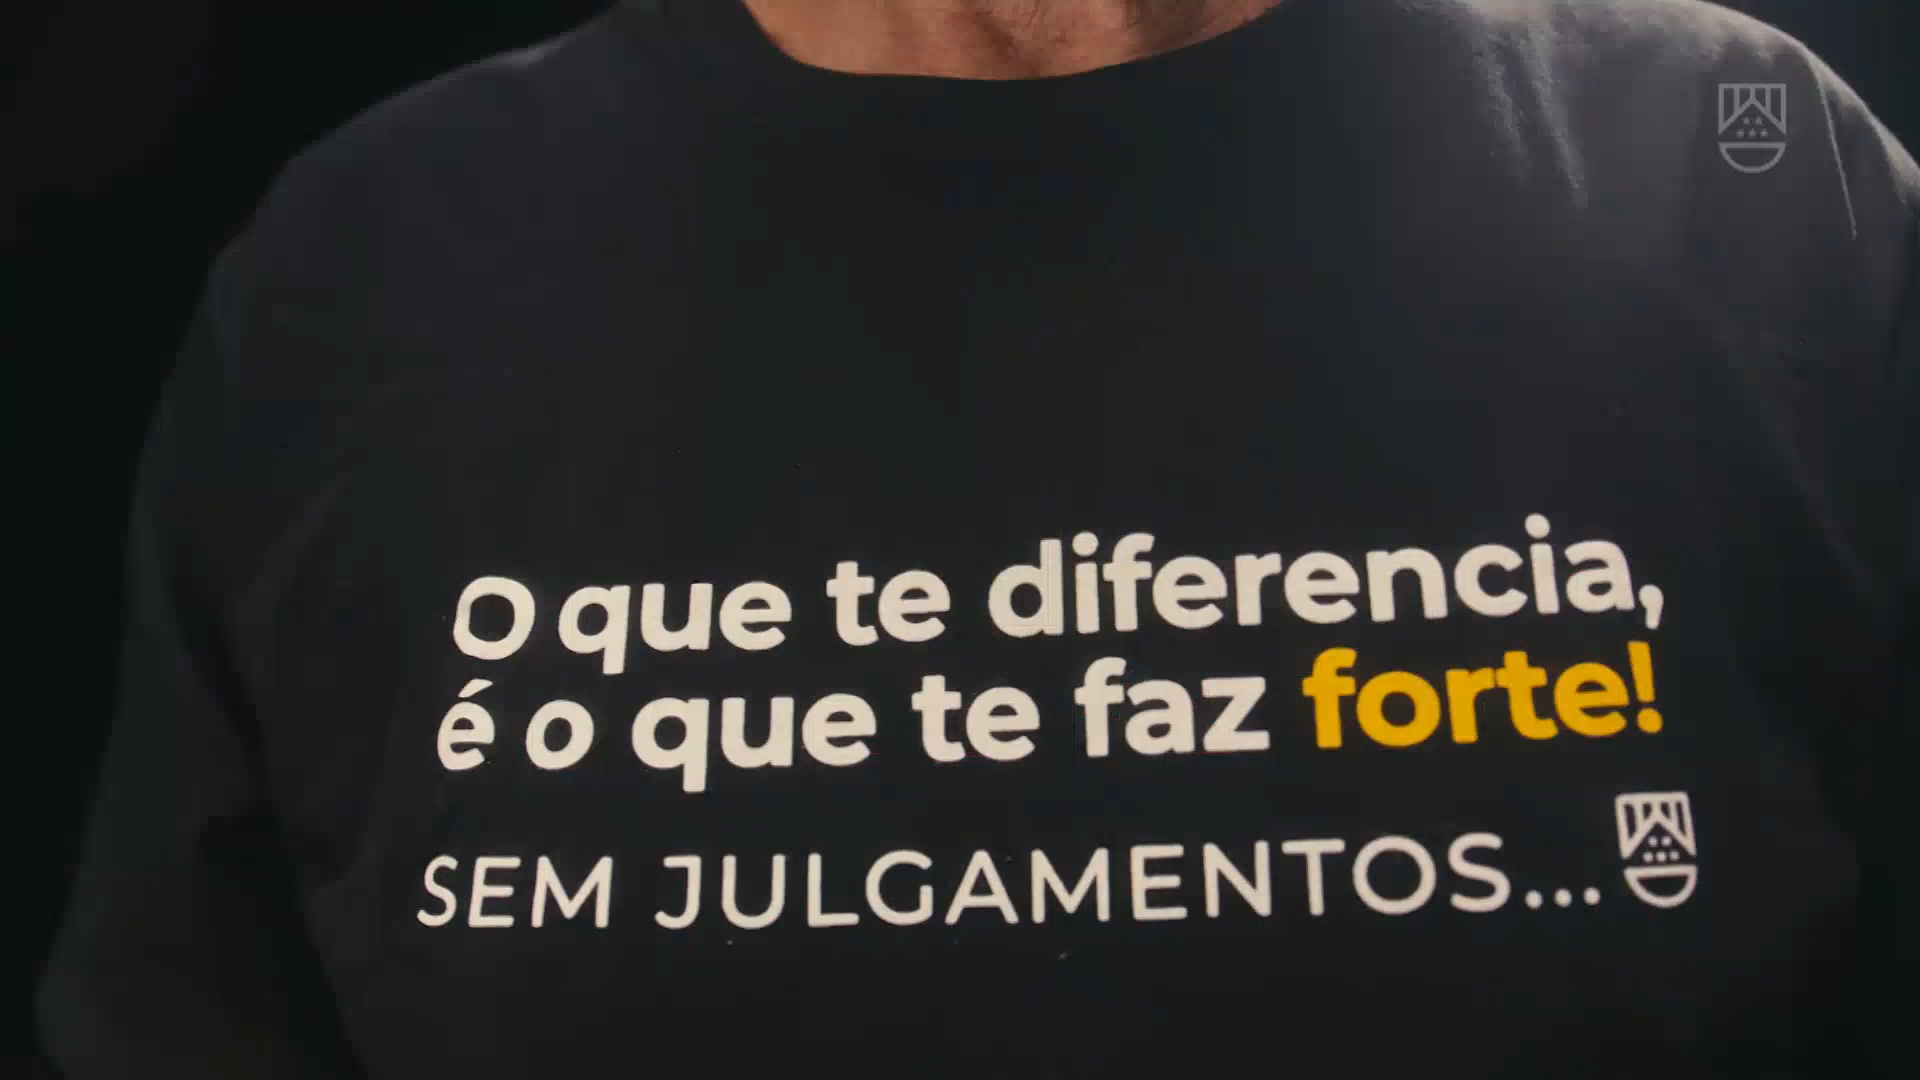 O que te diferencia,
é o que te faz forte!
SEM JULGAMENTOS...